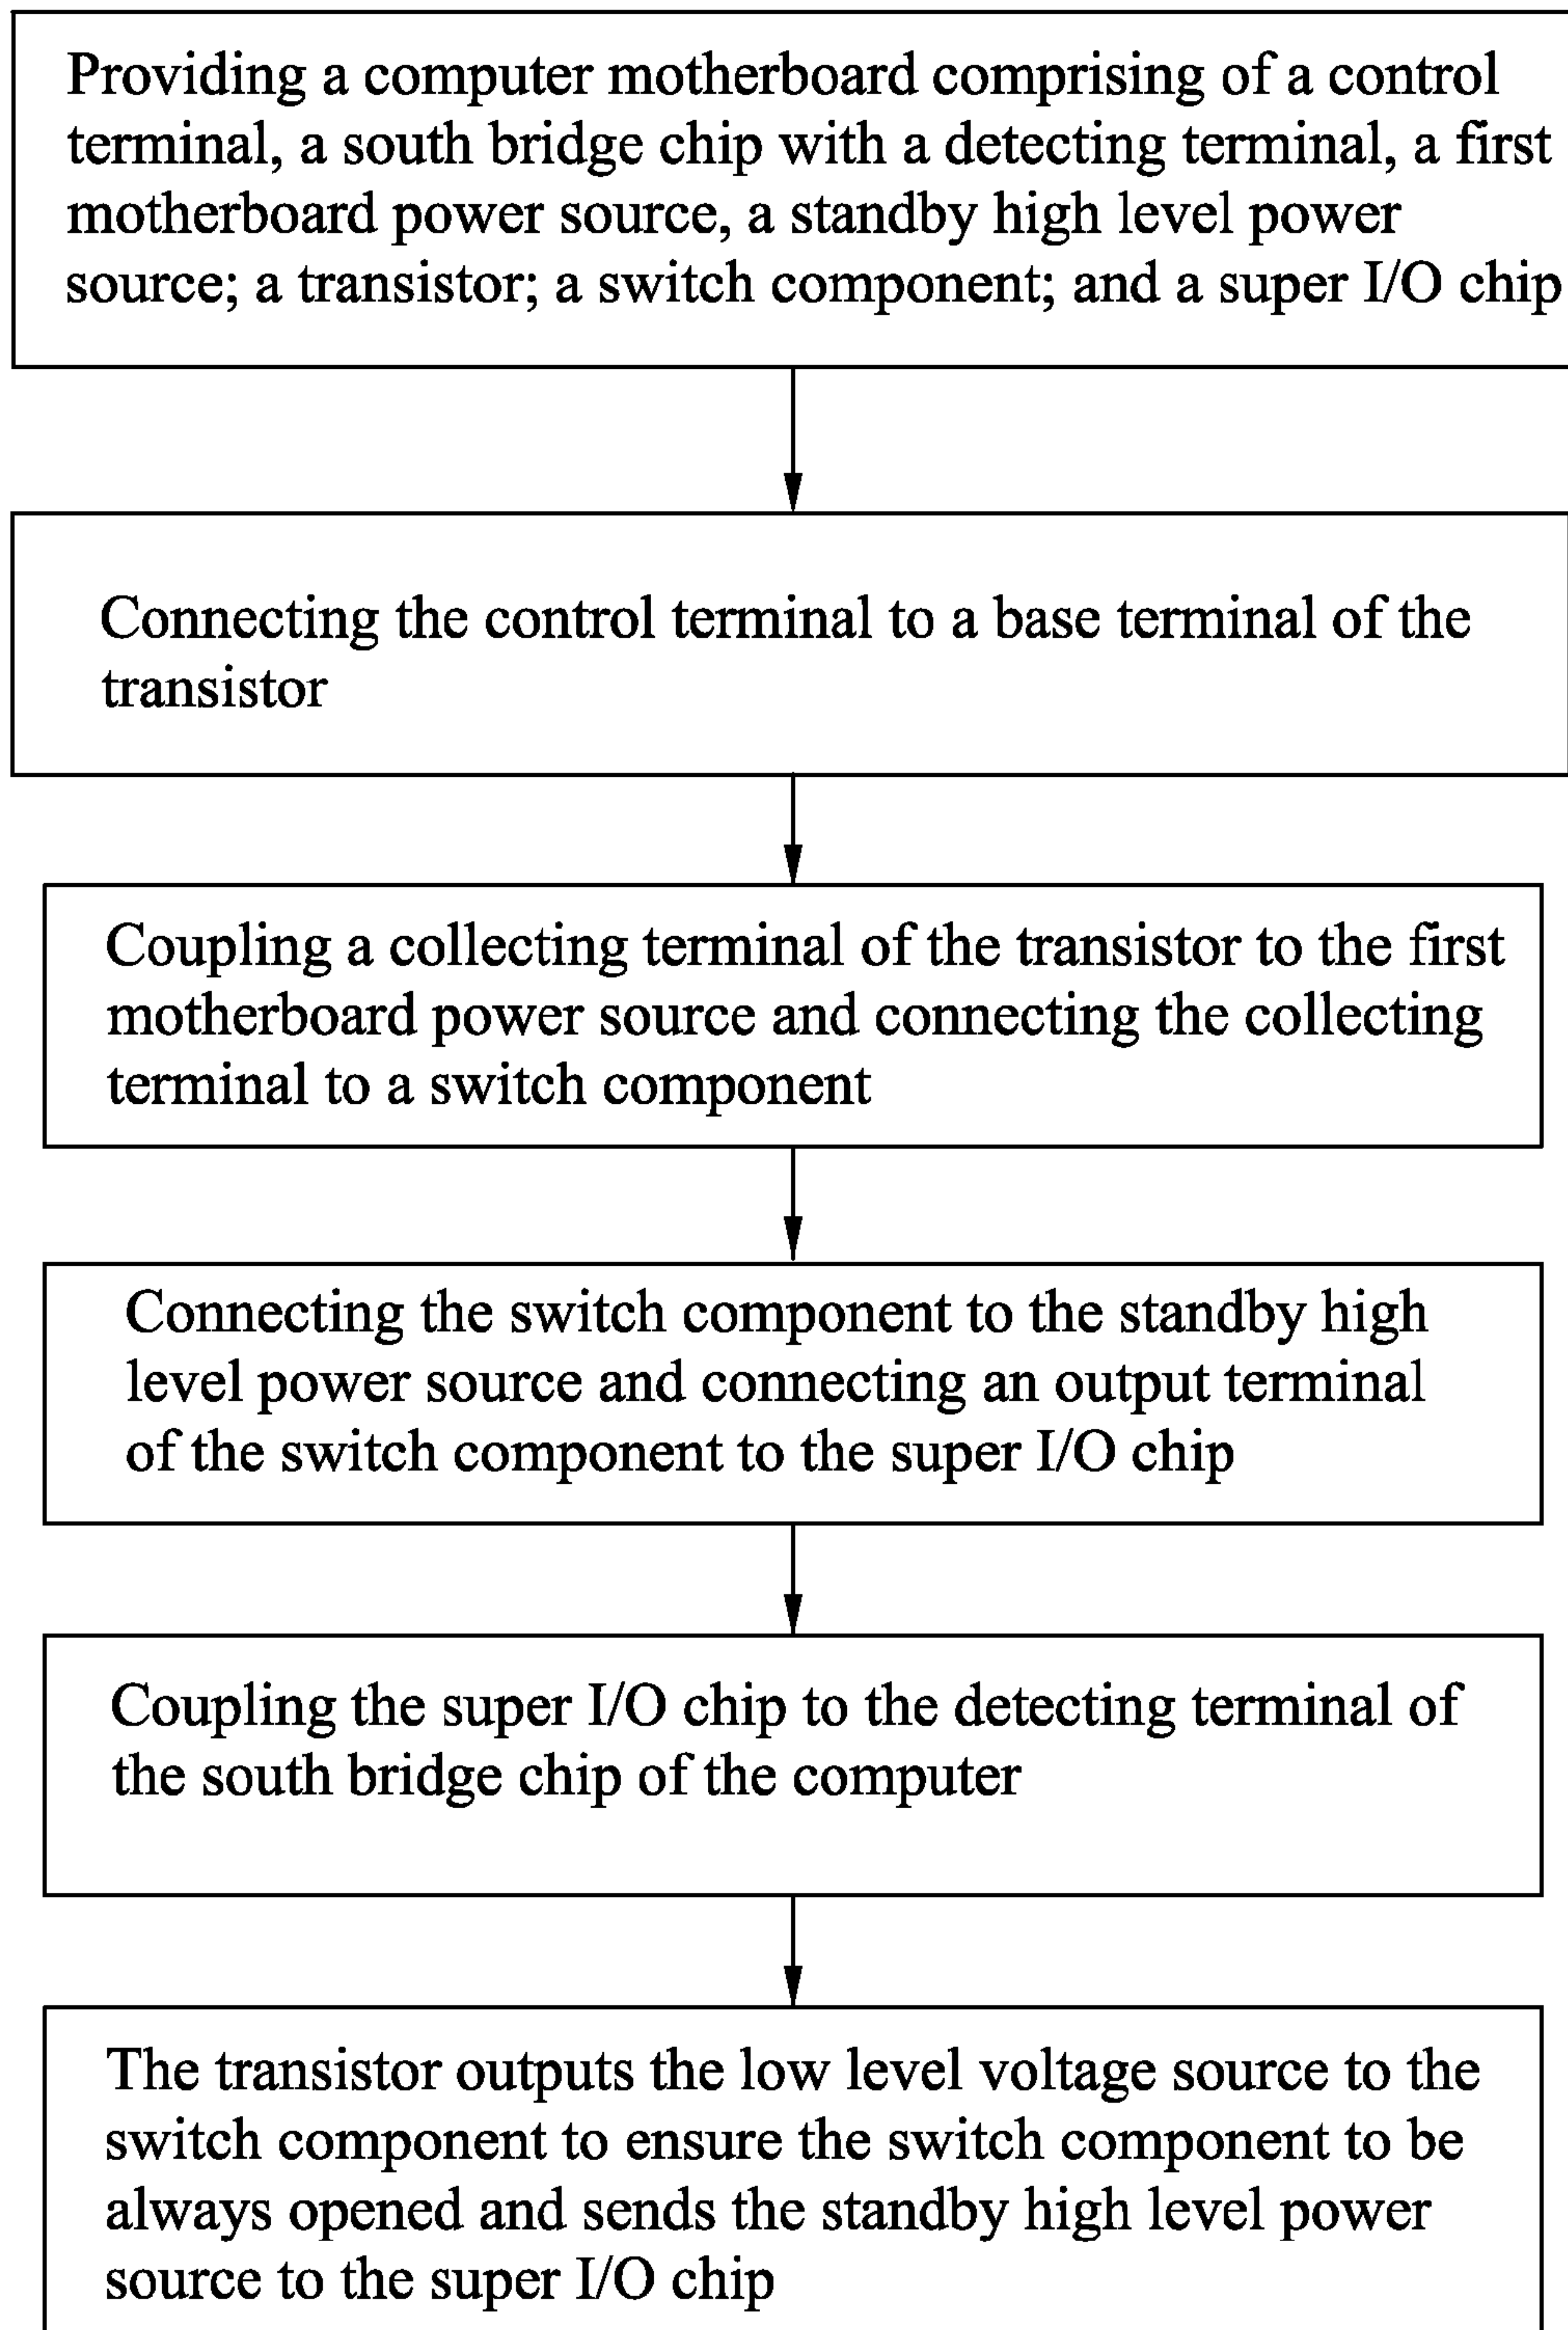 Providing a computer motherboard comprising of a control
terminal, a south bridge chip with a detecting terminal, a first
motherboard power source, a standby high level power
source; a transistor; a switch component; and a super I/O chip
Connecting the control terminal to a base terminal of the
transistor
Coupling a collecting terminal of the transistor to the first
motherboard power source and connecting the collecting
terminal to a switch component
Connecting the switch component to the standby high
level power source and connecting an output terminal
of the switch component to the super I/O chip
Coupling the super I/O chip to the detecting terminal of
the south bridge chip of the computer
The transistor outputs the low level voltage source to the
switch component to ensure the switch component to be
always opened and sends the standby high level power
source to the super I/O chip